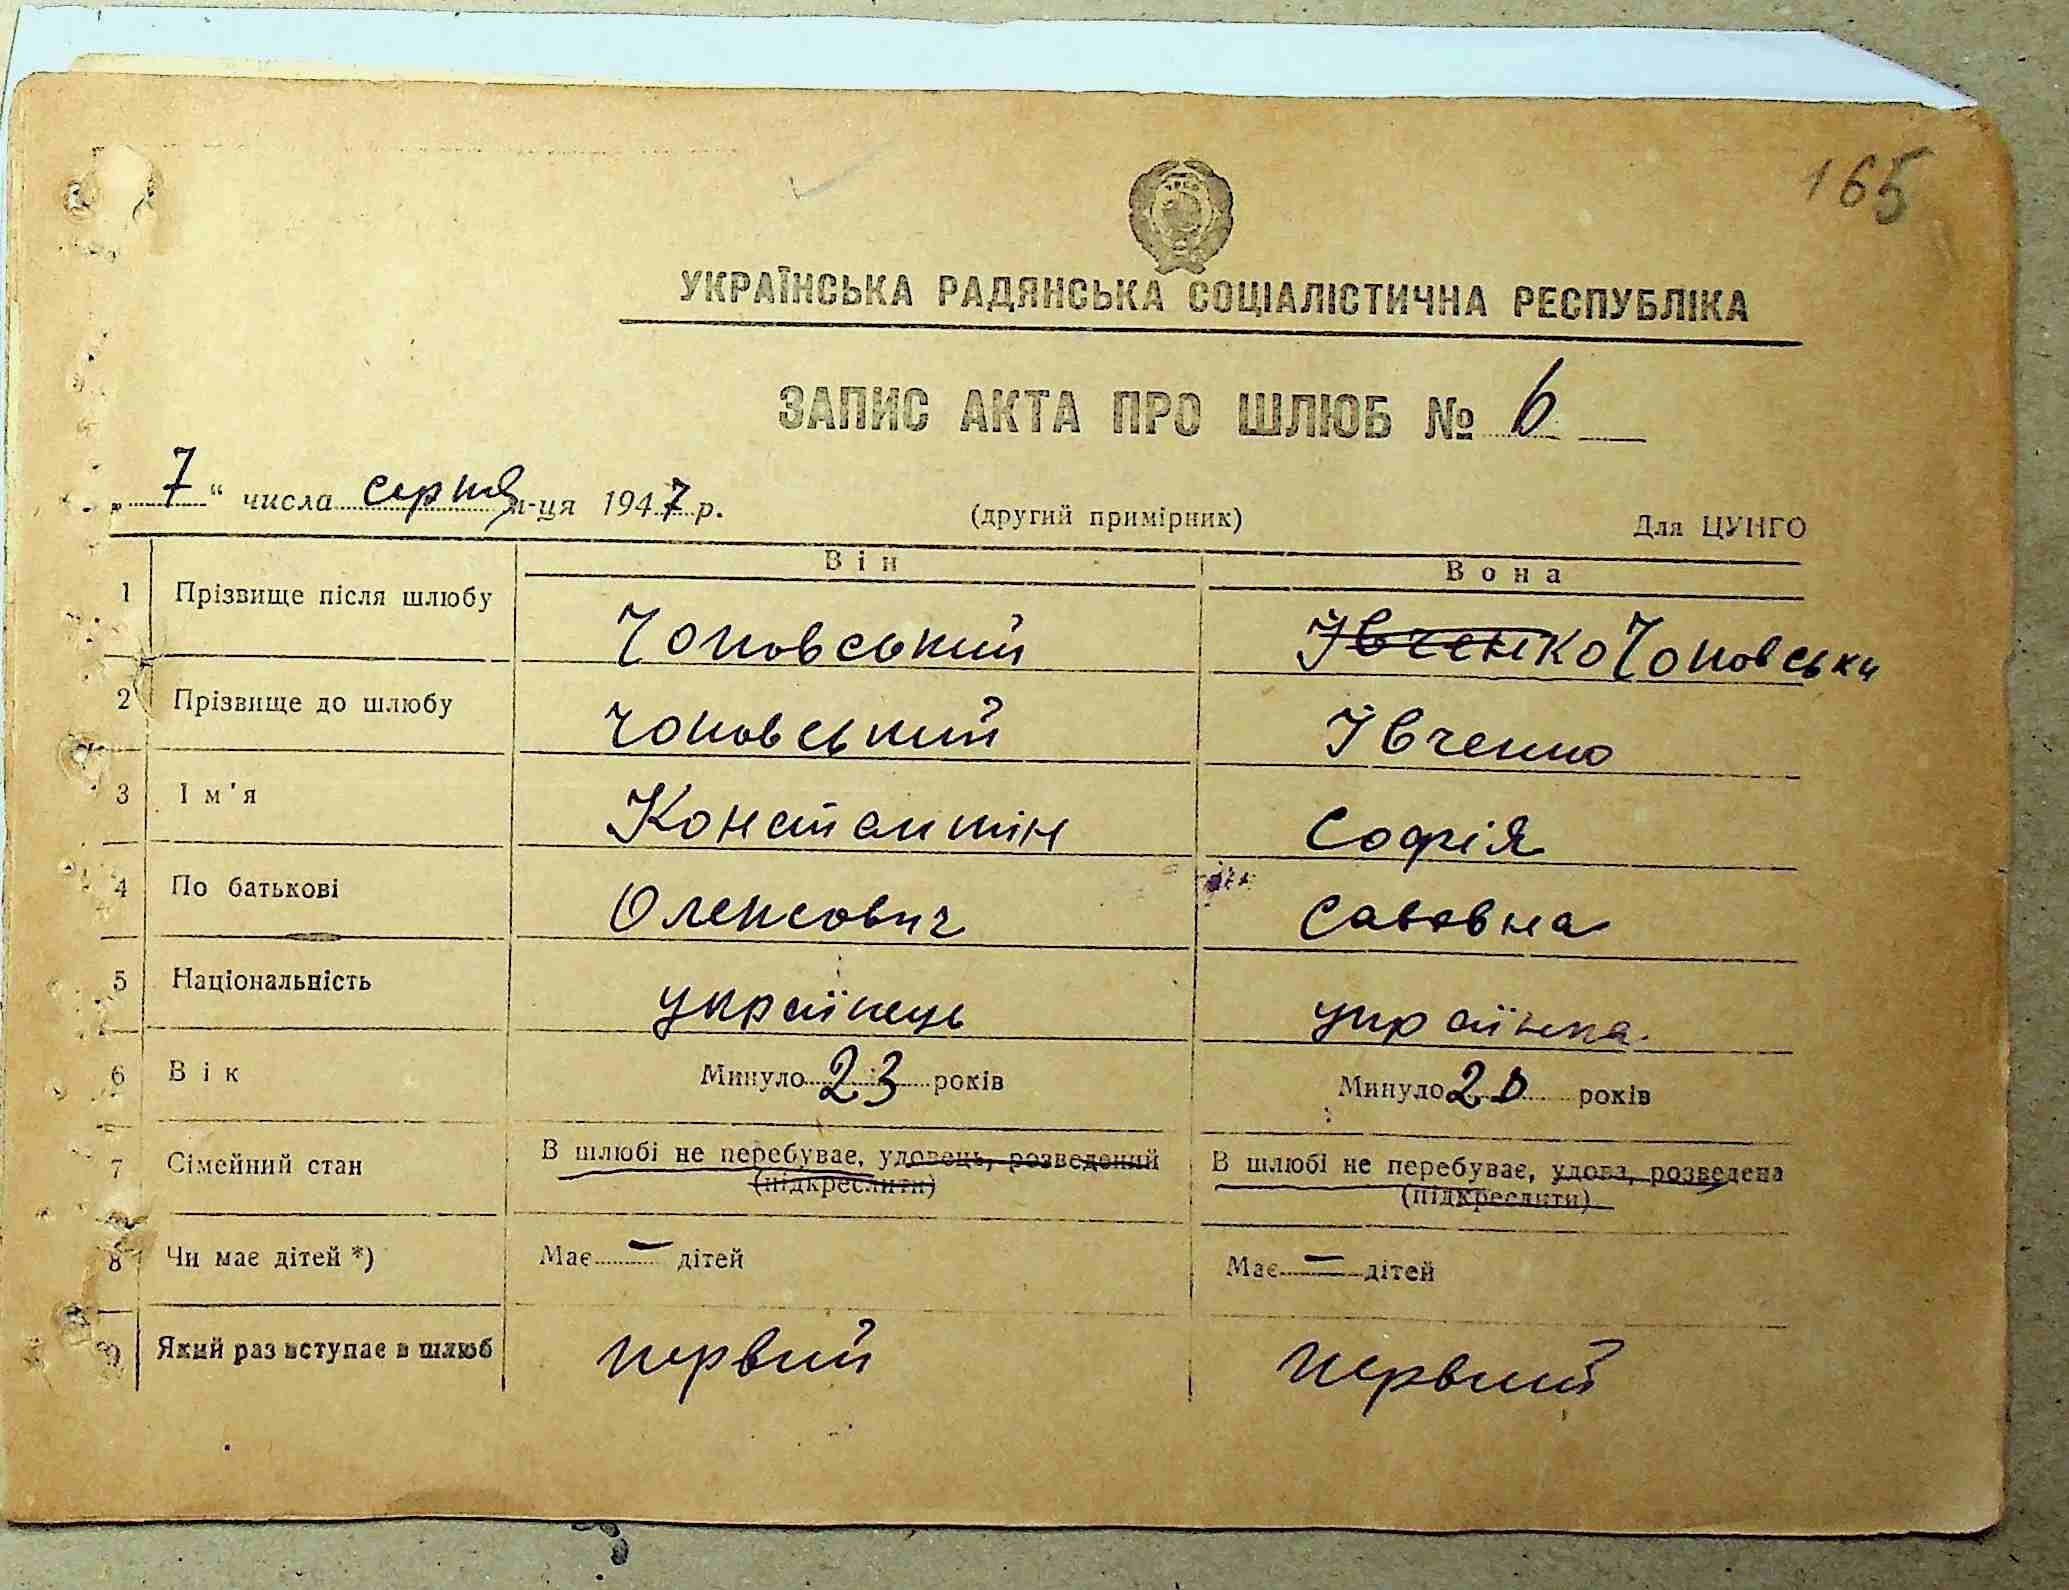 165
УКРАЇНСЬКА РАДЯНСЬКА СОЦІАЛІСТИЧНА РЕСПУБЛІКА
ЗАПИС АКТА ПРО ШЛЮБ № 6
„7“ числа серпня м-ця 1947 р. (другий примірник) Для ЦУНГО
Він Вона
1 Прізвище після шлюбу Чоповський Івченко Чоповськи
2 Прізвище до шлюбу Чоповський Івченко
3 Ім'я Константин Софія
4 По батькові Олексович Савовна
5 Національність українець українка.
6 Вік Минуло 23 років Минуло 20 років
7 Сімейний стан В шлюбі не перебуває, удовець, розведений В шлюбі не перебуває, удова, розведена
(підкреслити) (підкреслити)
8 Чи має дітей *) Має — дітей Має — дітей
9 Який раз вступає в шлюб первий первий